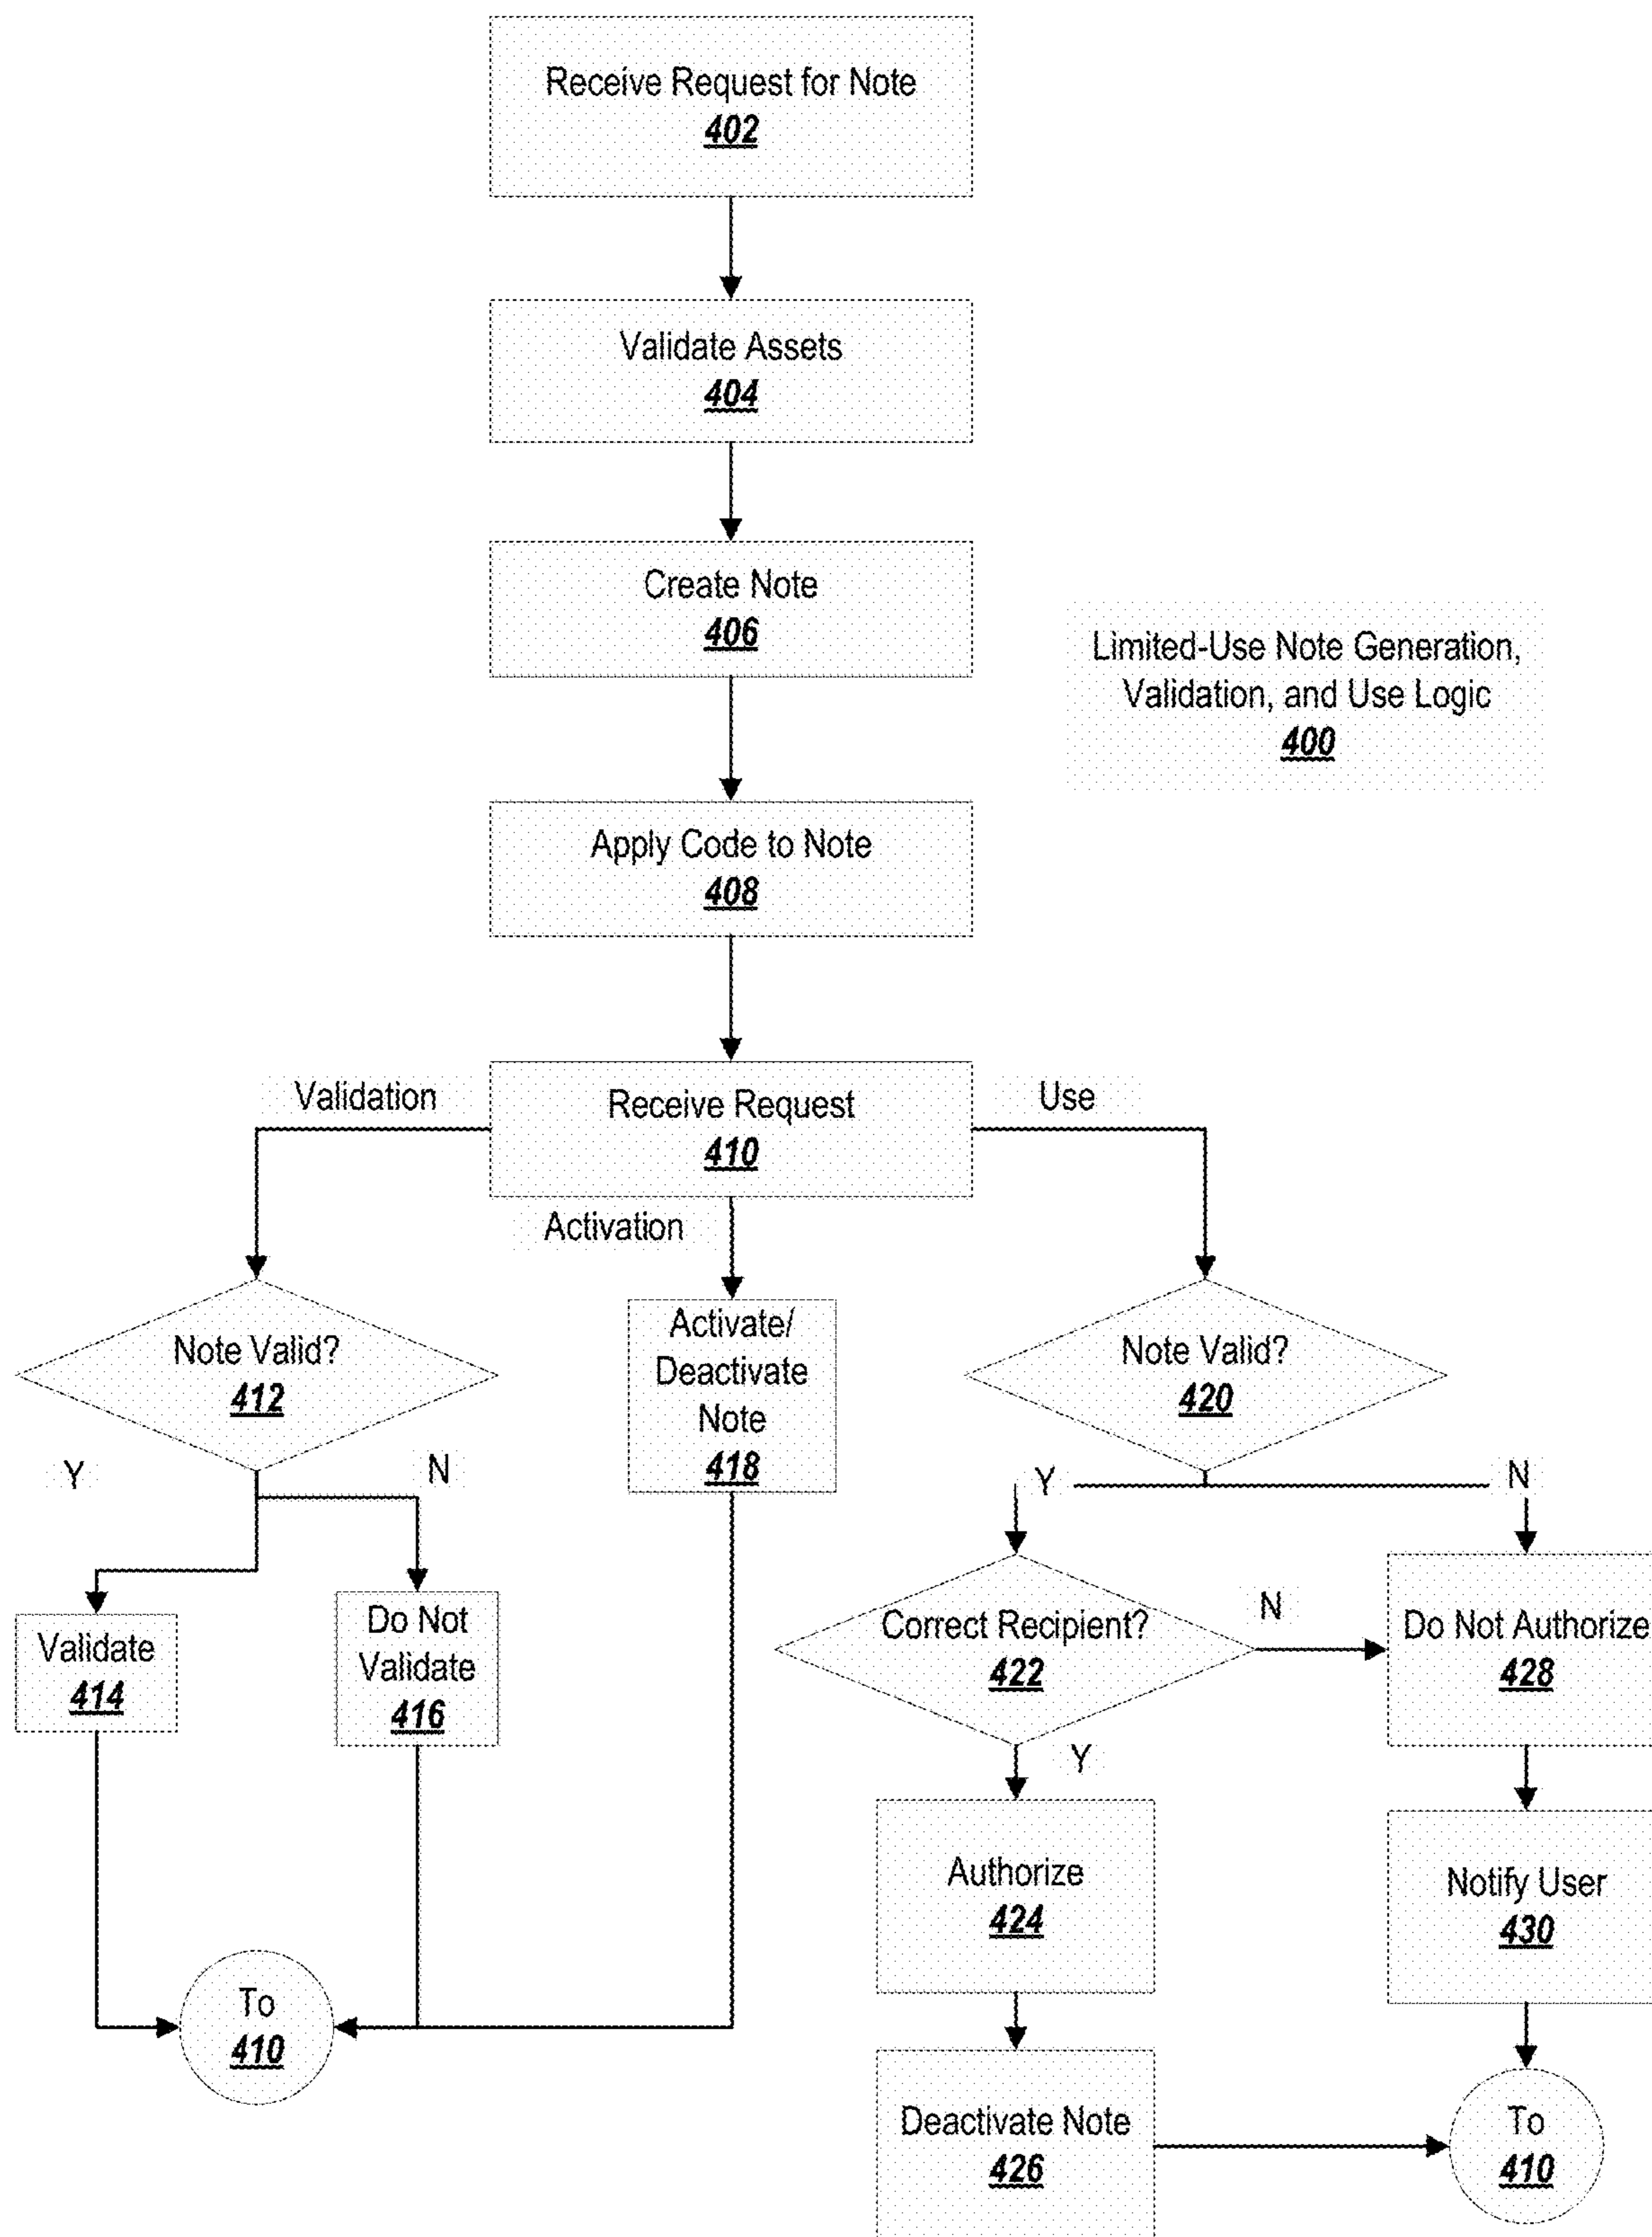 Receive Request for Note
402
Validate Assets
404
Create Note
406
Limited-Use Note Generation,
Validation, and Use Logic
400
Apply Code to Note
408
Validation
Receive Request
410
Use
Activation
Note Valid?
412
Activate/
Deactivate
Note
418
Note Valid?
420
Y
N
Y
N
Validate
414
Do Not
Validate
416
Correct Recipient?
422
N
Do Not Authorize
428
Y
Authorize
424
Notify User
430
To
410
Deactivate Note
426
To
410